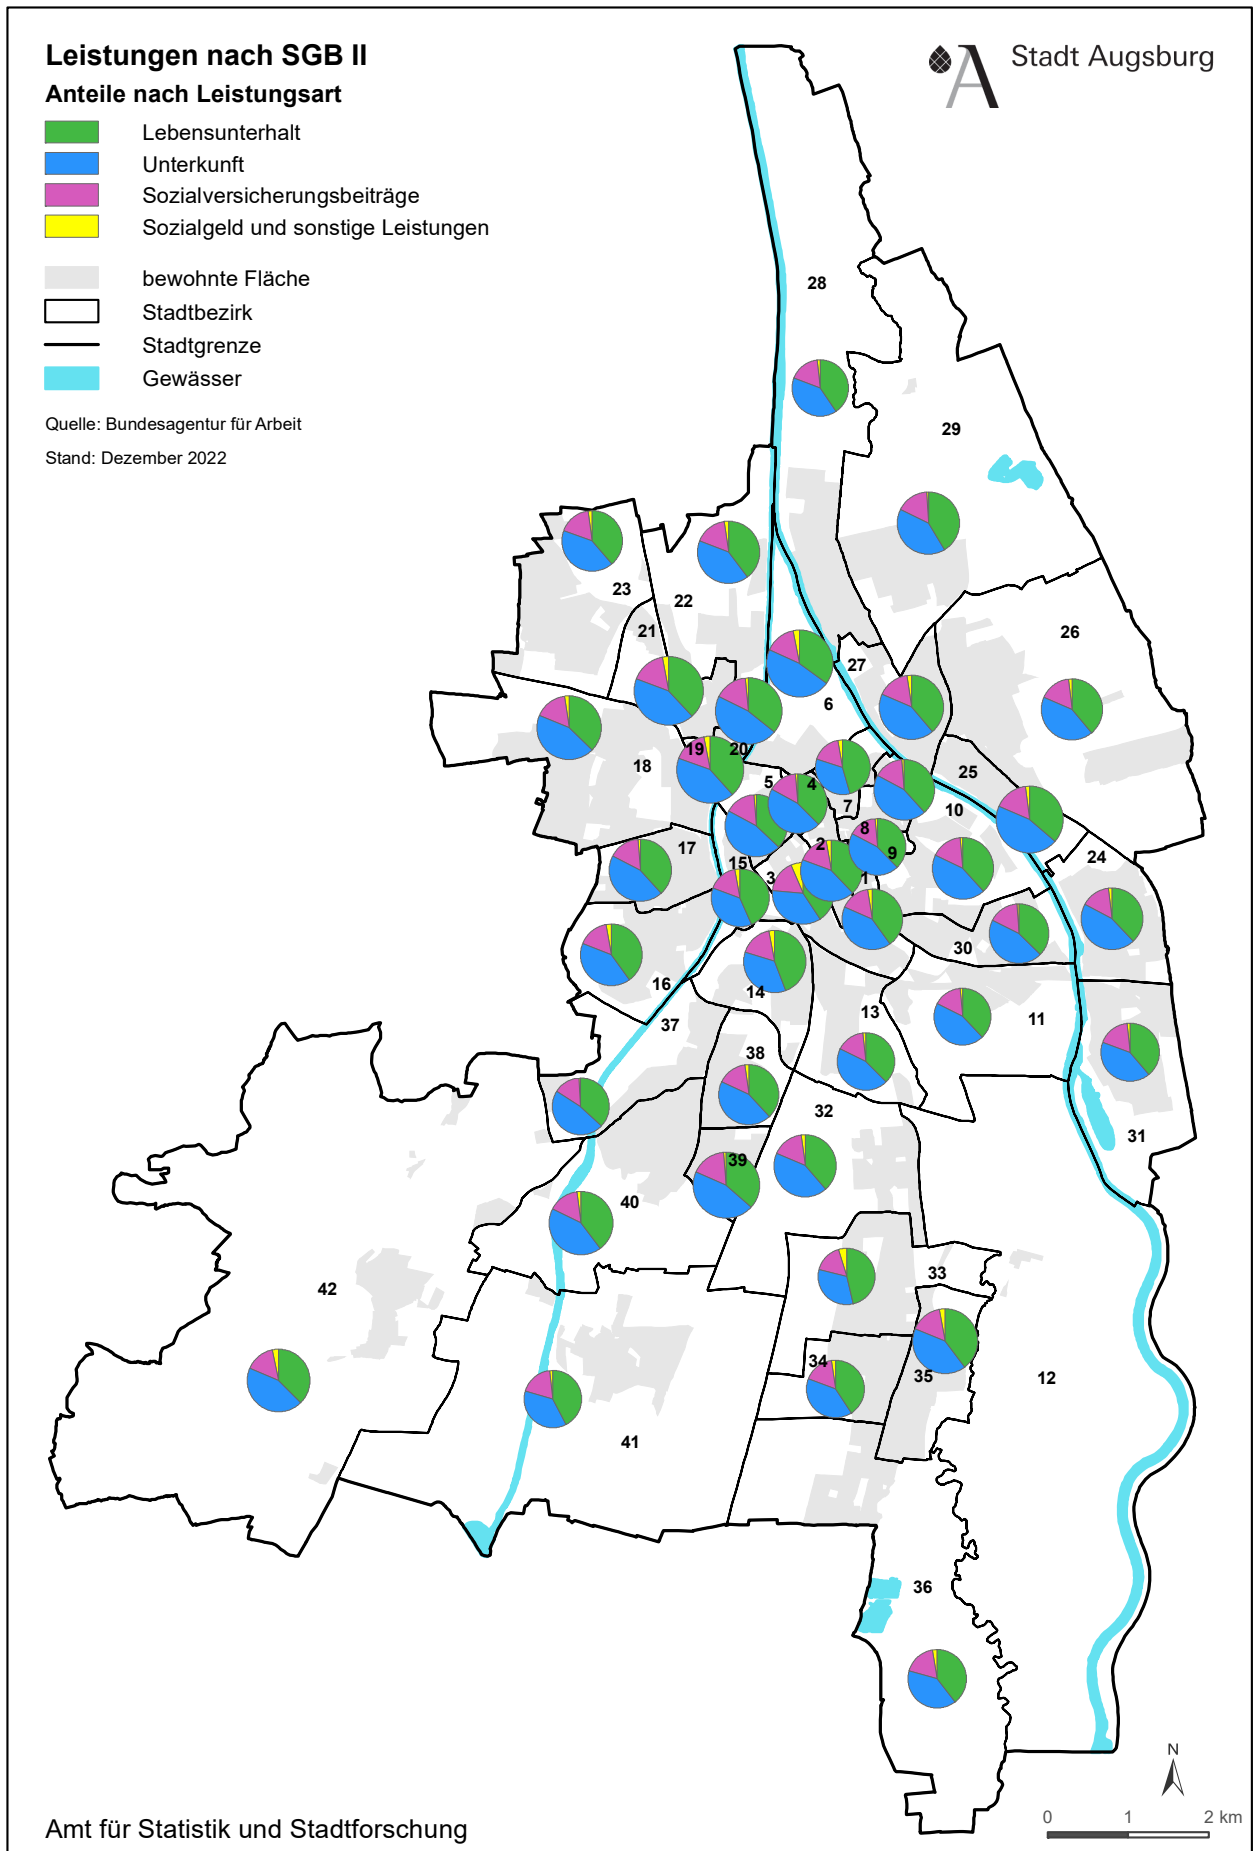 Leistungen nach SGB II
Anteile nach Leistungsart
Lebensunterhalt
Unterkunft
Sozialversicherungsbeiträge
Sozialgeld und sonstige Leistungen
bewohnte Fläche
Stadtbezirk
Stadtgrenze
Gewässer
Quelle: Bundesagentur für Arbeit
Stand: Dezember 2022
A Stadt Augsburg
28
29
23
22
21
26
27
6
19
20
18
5
4
25
7
10
8
2
9
17
15
3
1
24
30
16
14
13
11
37
38
32
31
39
40
33
42
34
35
12
41
36
N
0 1 2 km
Amt für Statistik und Stadtforschung